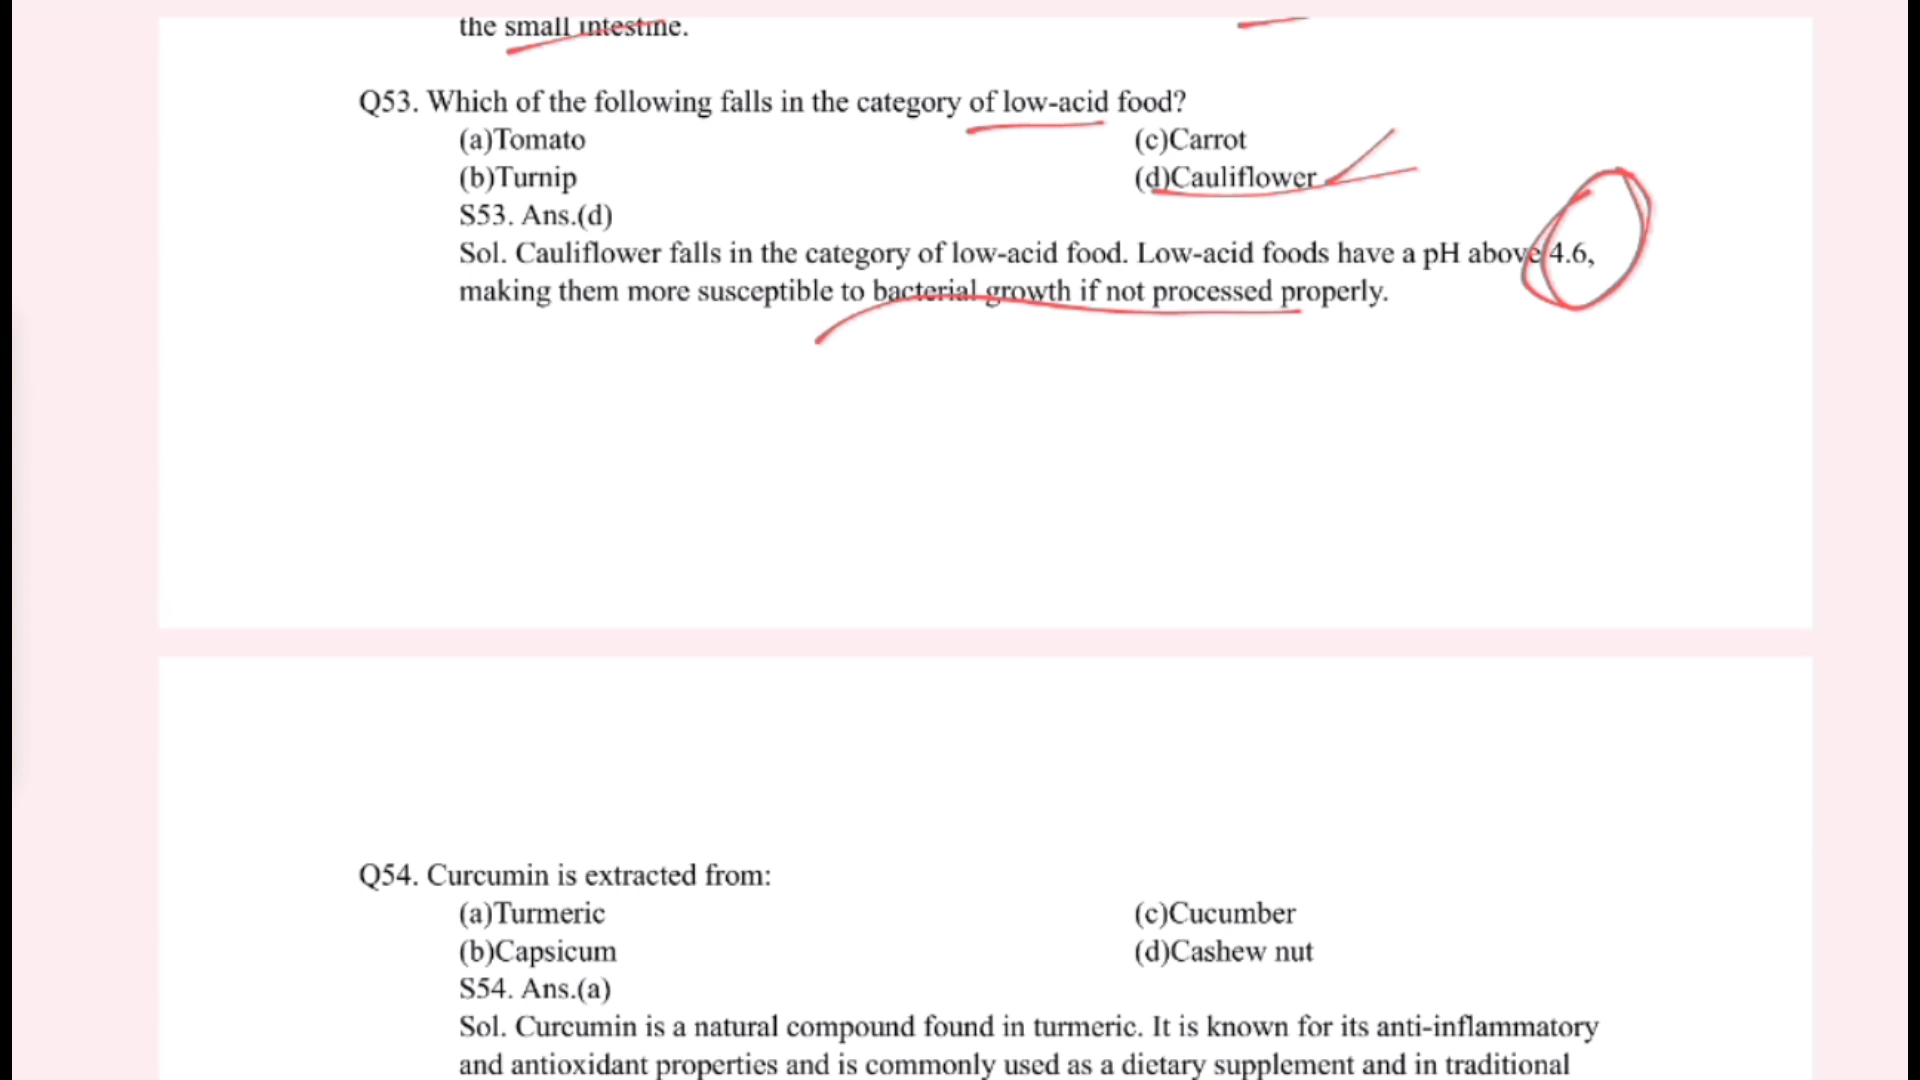 the small intestine.
Q53. Which of the following falls in the category of low-acid food?
(a)Tomato
(c)Carrot
(b)Turnip
(d)Cauliflower
S53. Ans.(d)
Sol. Cauliflower falls in the category of low-acid food. Low-acid foods have a pH above 4.6,
making them more susceptible to bacterial growth if not processed properly.
Q54. Curcumin is extracted from:
(a)Turmeric
(c)Cucumber
(b)Capsicum
(d)Cashew nut
S54. Ans.(a)
Sol. Curcumin is a natural compound found in turmeric. It is known for its anti-inflammatory
and antioxidant properties and is commonly used as a dietary supplement and in traditional